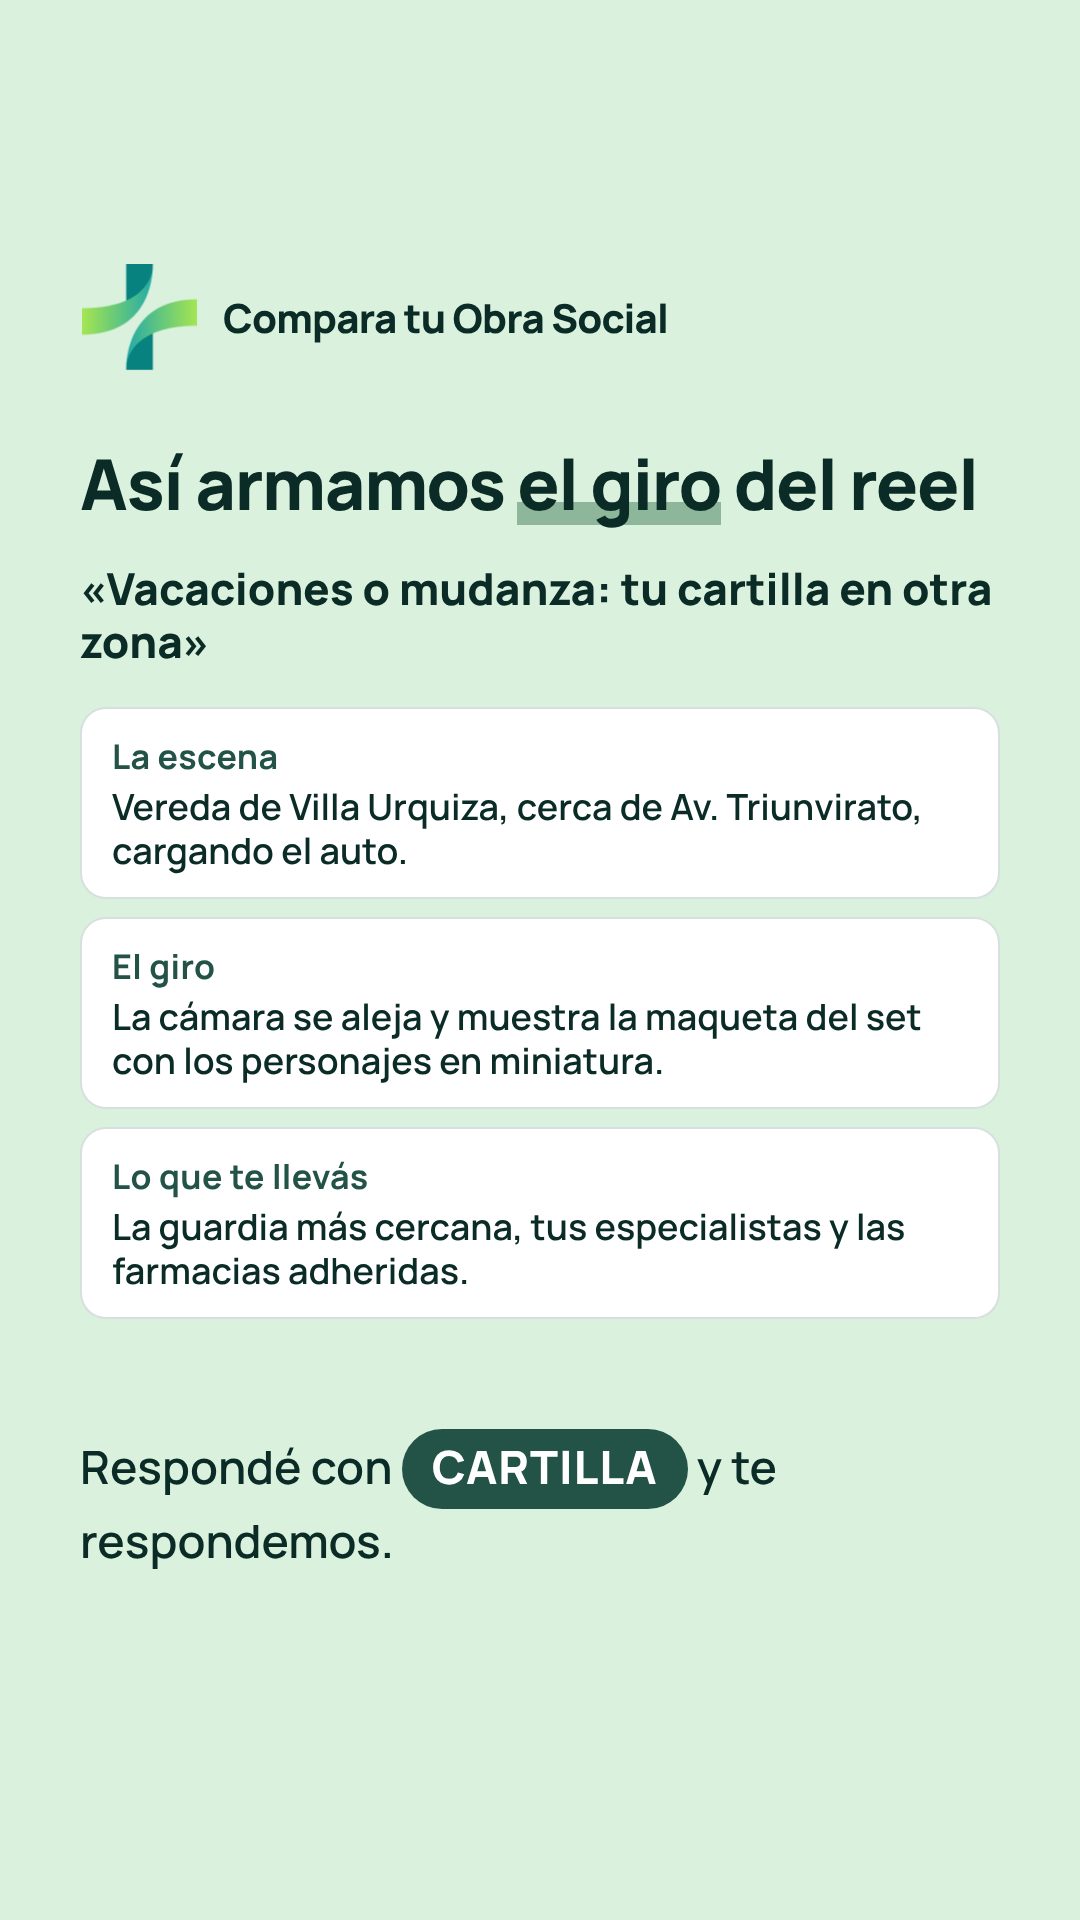 Compara tu Obra Social
Así armamos el giro del reel
«Vacaciones o mudanza: tu cartilla en otra
zona»
La escena
Vereda de Villa Urquiza, cerca de Av. Triunvirato,
cargando el auto.
El giro
La cámara se aleja y muestra la maqueta del set
con los personajes en miniatura.
Lo que te llevás
La guardia más cercana, tus especialistas y las
farmacias adheridas.
Respondé con CARTILLA y te
respondemos.